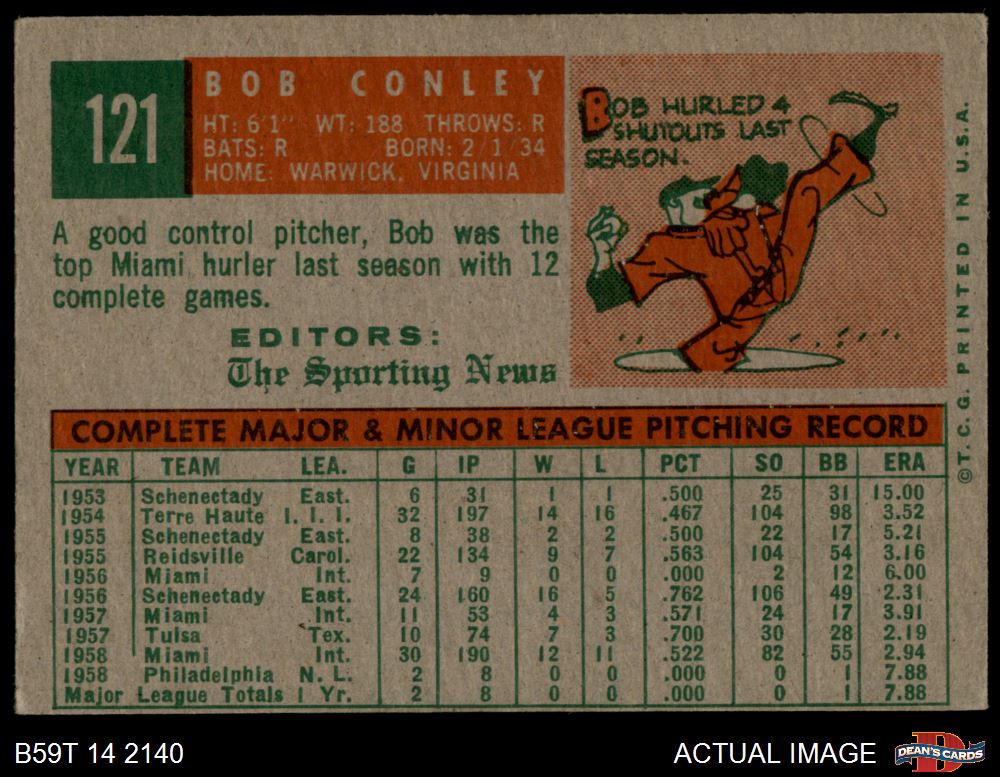 121
BOB CONLEY
HT: 6'1" WT: 188 THROWS: R
BATS: R BORN: 2/1/34
HOME: WARWICK, VIRGINIA
A good control pitcher, Bob was the
top Miami hurler last season with 12
complete games.
EDITORS:
The Sporting News
BOB HURLED 4
SHUTOUTS LAST
SEASON.
©T.C.G. PRINTED IN U.S.A.
COMPLETE MAJOR & MINOR LEAGUE PITCHING RECORD
YEAR TEAM LEA. G IP W L PCT SO BB ERA
1953 Schenectady East. 6 31 1 1 .500 25 31 15.00
1954 Terre Haute I. I. I. 32 197 14 16 .467 104 98 3.52
1955 Schenectady East. 8 38 2 2 .500 22 17 5.21
1955 Reidsville Carol. 22 134 9 7 .563 104 54 3.16
1956 Miami Int. 7 9 0 0 .000 2 12 6.00
1956 Schenectady East. 24 160 16 5 .762 106 49 2.31
1957 Miami Int. 11 53 4 3 .571 24 17 3.91
1957 Tulsa Tex. 10 74 7 3 .700 30 28 2.19
1958 Miami Int. 30 190 12 11 .522 82 55 2.94
1958 Philadelphia N. L. 2 8 0 0 .000 0 1 7.88
Major League Totals 1 Yr. 2 8 0 0 .000 0 1 7.88
B59T 14 2140
ACTUAL IMAGE
DEAN'S CARDS